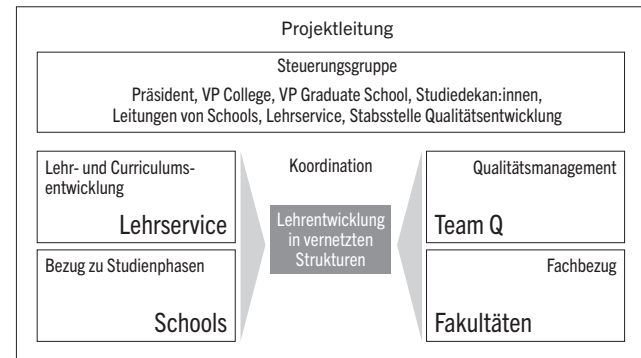 Projektleitung
Steuerungsgruppe
Präsident, VP College, VP Graduate School, Studiedekan:innen,
Leitungen von Schools, Lehrservice, Stabsstelle Qualitätsentwicklung
Lehr- und Curriculums-
entwicklung
Lehrservice
Bezug zu Studienphasen
Schools
Koordination
Lehrentwicklung
in vernetzten
Strukturen
Qualitätsmanagement
Team Q
Fachbezug
Fakultäten